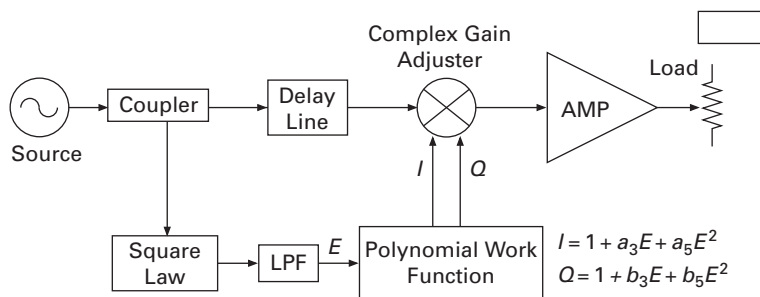 Complex Gain
Adjuster
Load
Coupler
Delay
Line
AMP
Source
I
Q
Square
Law
LPF
E
Polynomial Work
Function
I = 1 + a₃E + a₅E²
Q = 1 + b₃E + b₅E²